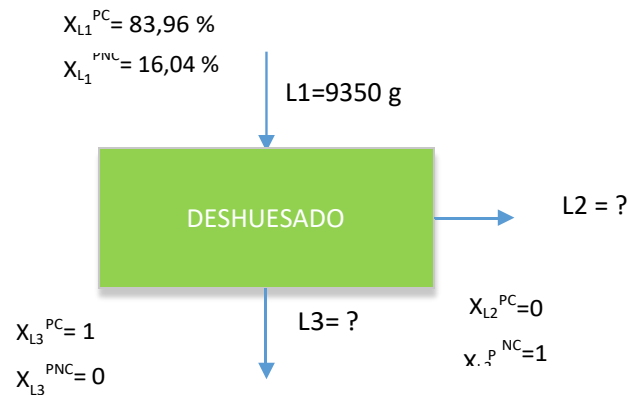 X_L1^PC = 83,96 %
X_L1^PNC = 16,04 %
L1=9350 g
DESHUESADO
L2 = ?
L3= ?
X_L2^PC=0
X_L2^P NC=1
X_L3^PC= 1
X_L3^PNC= 0